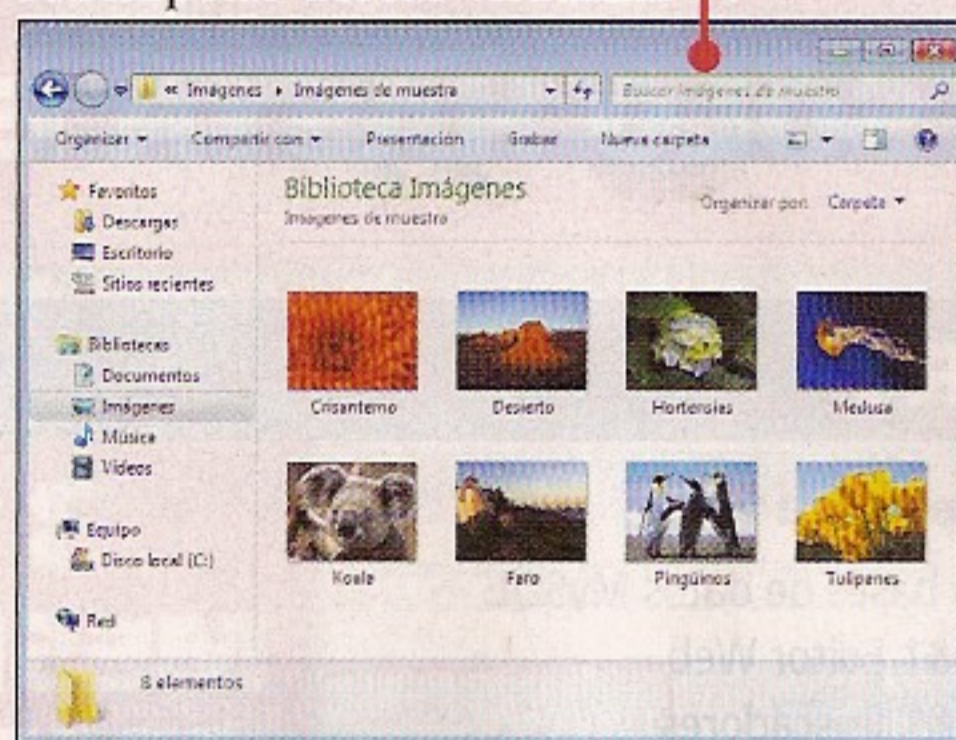 « Imágenes ▸ Imágenes de muestra
Buscar Imágenes de muestra
Organizar
Compartir con
Presentación
Grabar
Nueva carpeta
Favoritos
Descargas
Escritorio
Sitios recientes
Bibliotecas
Documentos
Imágenes
Música
Vídeos
Equipo
Disco local (C:)
Red
Biblioteca Imágenes
Imágenes de muestra
Organizar por: Carpeta
Crisantemo
Desierto
Hortensias
Medusa
Koala
Faro
Pingüinos
Tulipanes
8 elementos